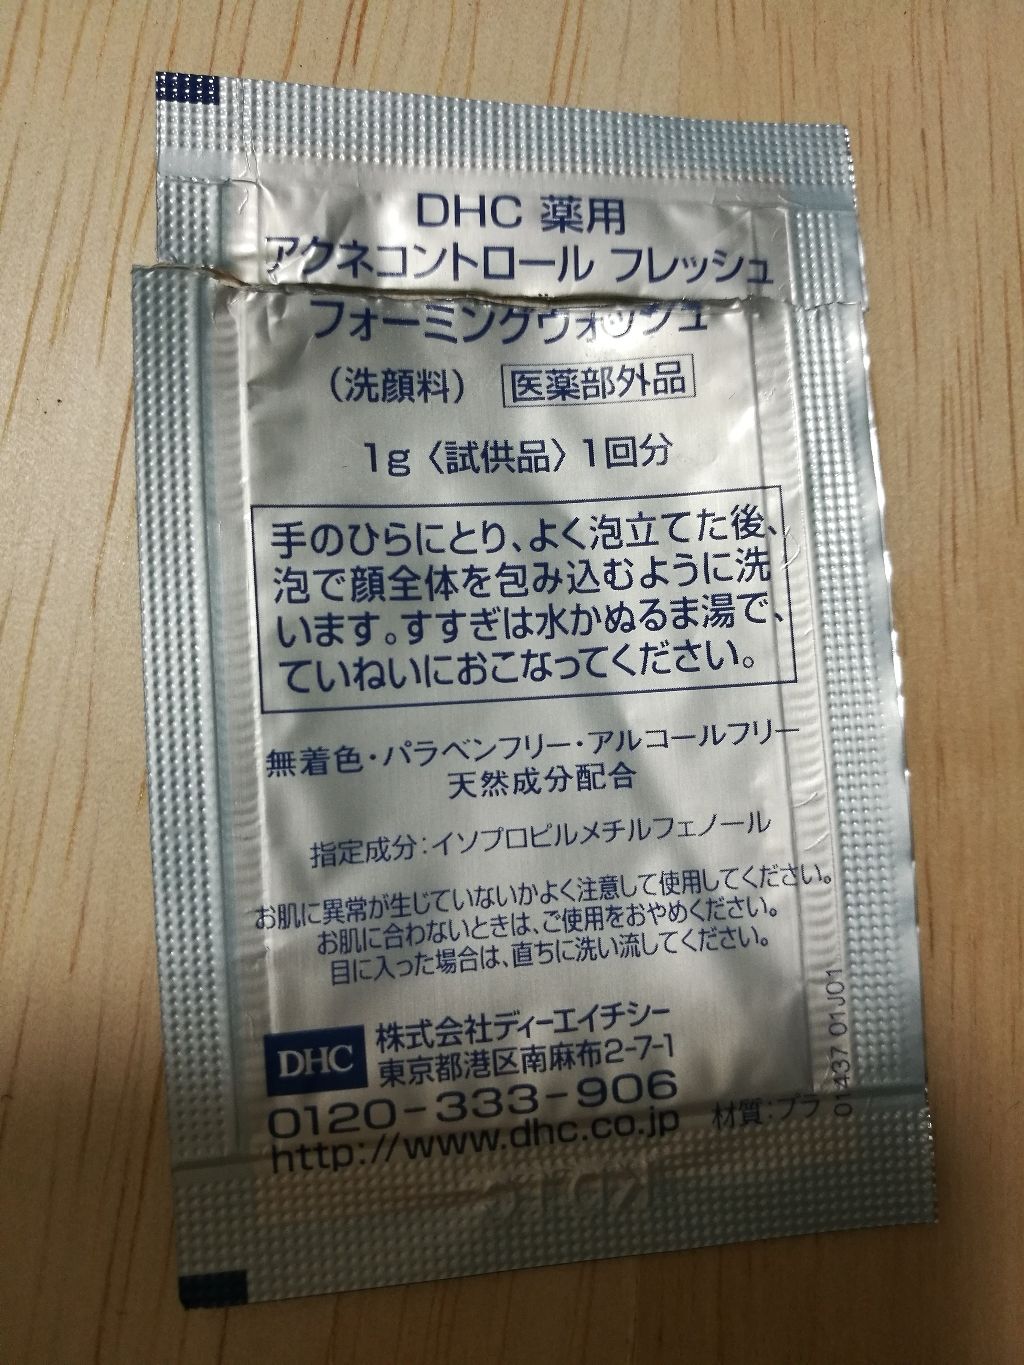 DHC 薬用
アクネコントロール フレッシュ
フォーミングウォッシュ
（洗顔料） 医薬部外品
1g〈試供品〉1回分
手のひらにとり、よく泡立てた後、
泡で顔全体を包み込むように洗
います。すすぎは水かぬるま湯で、
ていねいにおこなってください。
無着色・パラベンフリー・アルコールフリー
天然成分配合
指定成分：イソプロピルメチルフェノール
お肌に異常が生じていないかよく注意して使用してください。
お肌に合わないときは、ご使用をおやめください。
目に入った場合は、直ちに洗い流してください。
DHC 株式会社ディーエイチシー
東京都港区南麻布2-7-1
0120-333-906
http://www.dhc.co.jp
材質：プラ
01437 01J01